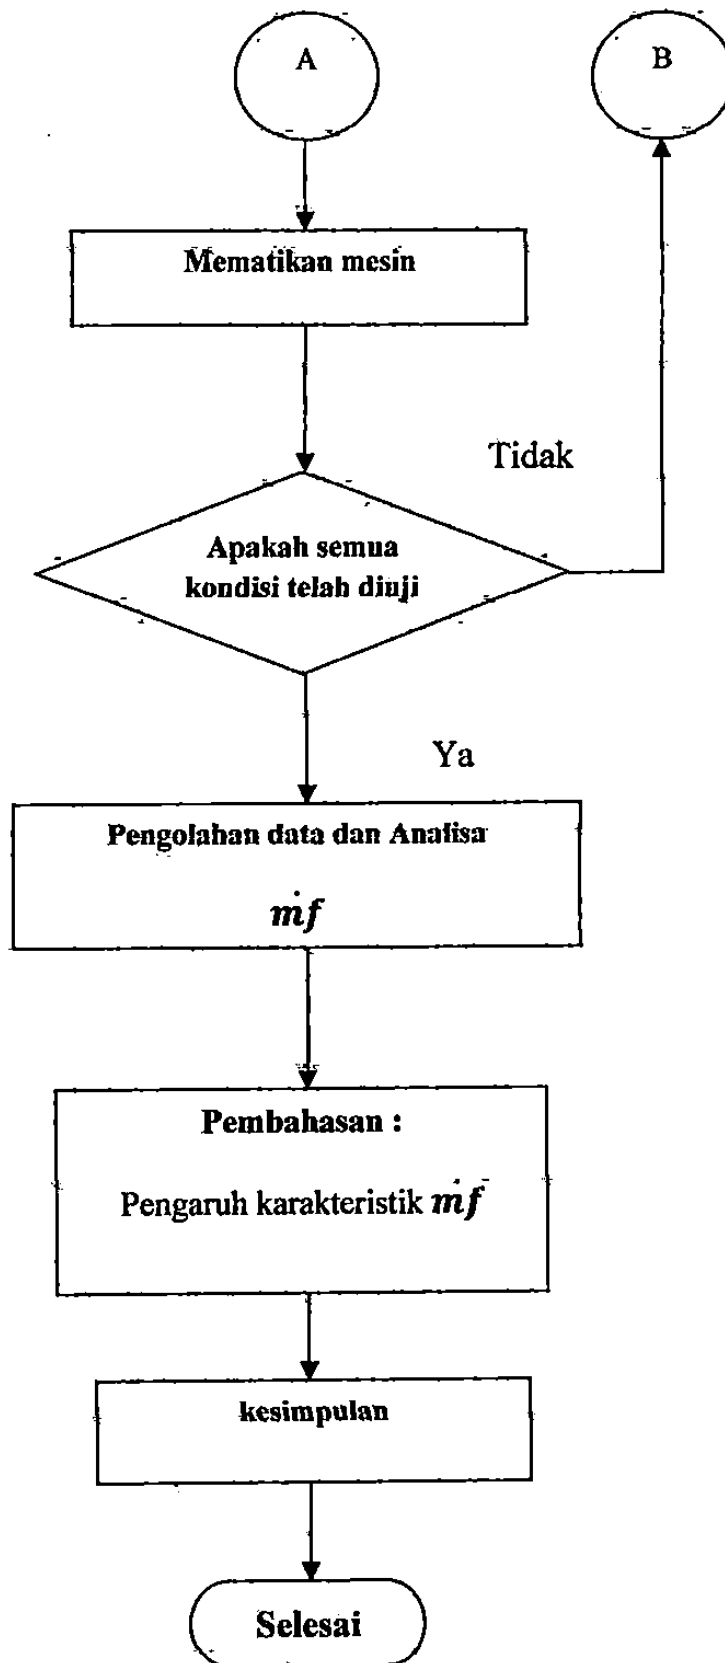 A
B
Mematikan mesin
Tidak
Apakah semua
kondisi telah diuji
Ya
Pengolahan data dan Analisa
ṁf
Pembahasan :
Pengaruh karakteristik ṁf
kesimpulan
Selesai